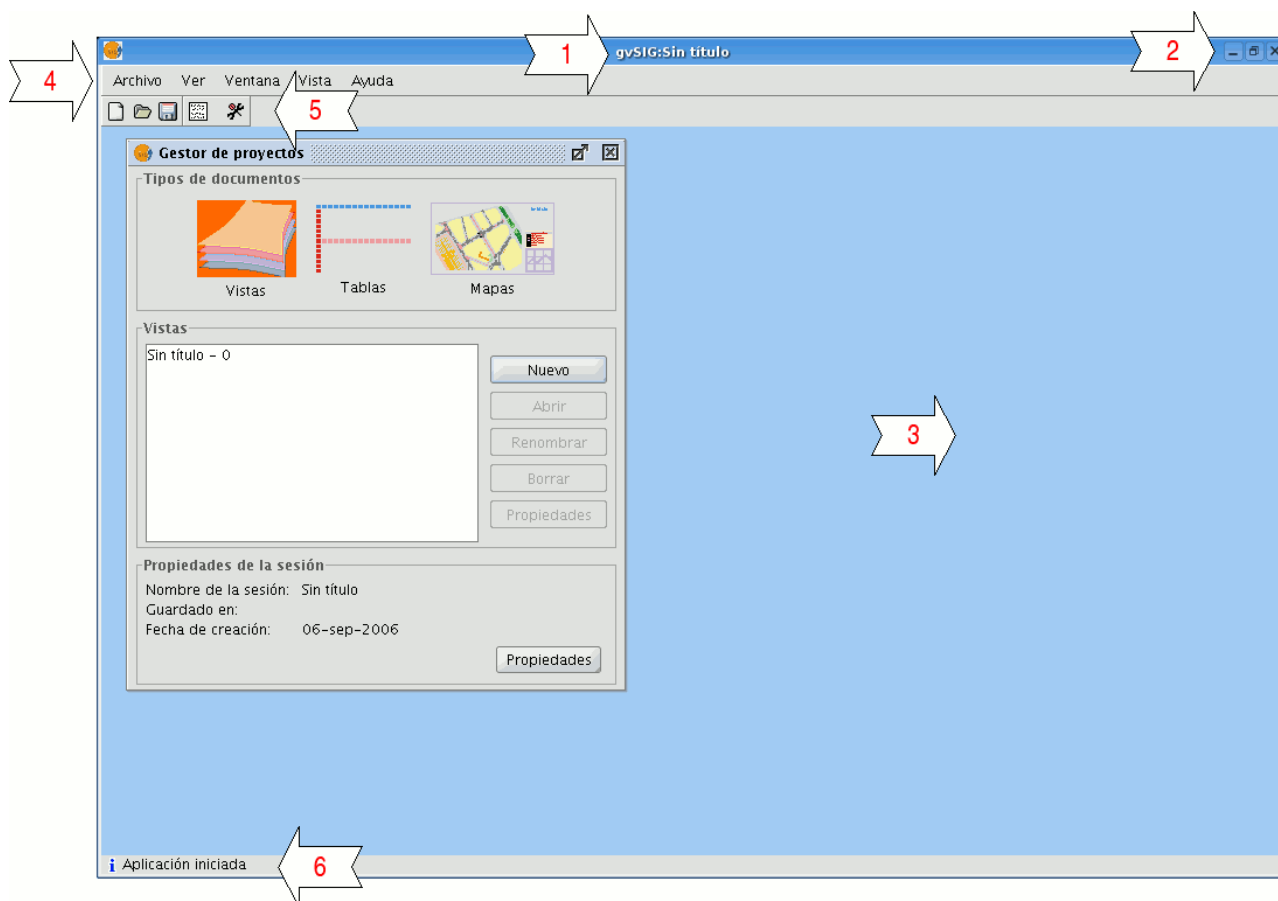 1
gvSIG:Sin título
2
4
Archivo Ver Ventana Vista Ayuda
5
Gestor de proyectos
Tipos de documentos
Vistas
Tablas
Mapas
Vistas
Sin título - 0
Nuevo
Abrir
Renombrar
Borrar
Propiedades
3
Propiedades de la sesión
Nombre de la sesión: Sin título
Guardado en:
Fecha de creación: 06-sep-2006
Propiedades
Aplicación iniciada
6